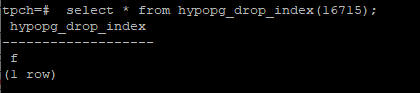 tpch=#  select * from hypopg_drop_index(16715);
 hypopg_drop_index
-------------------
 f
(1 row)